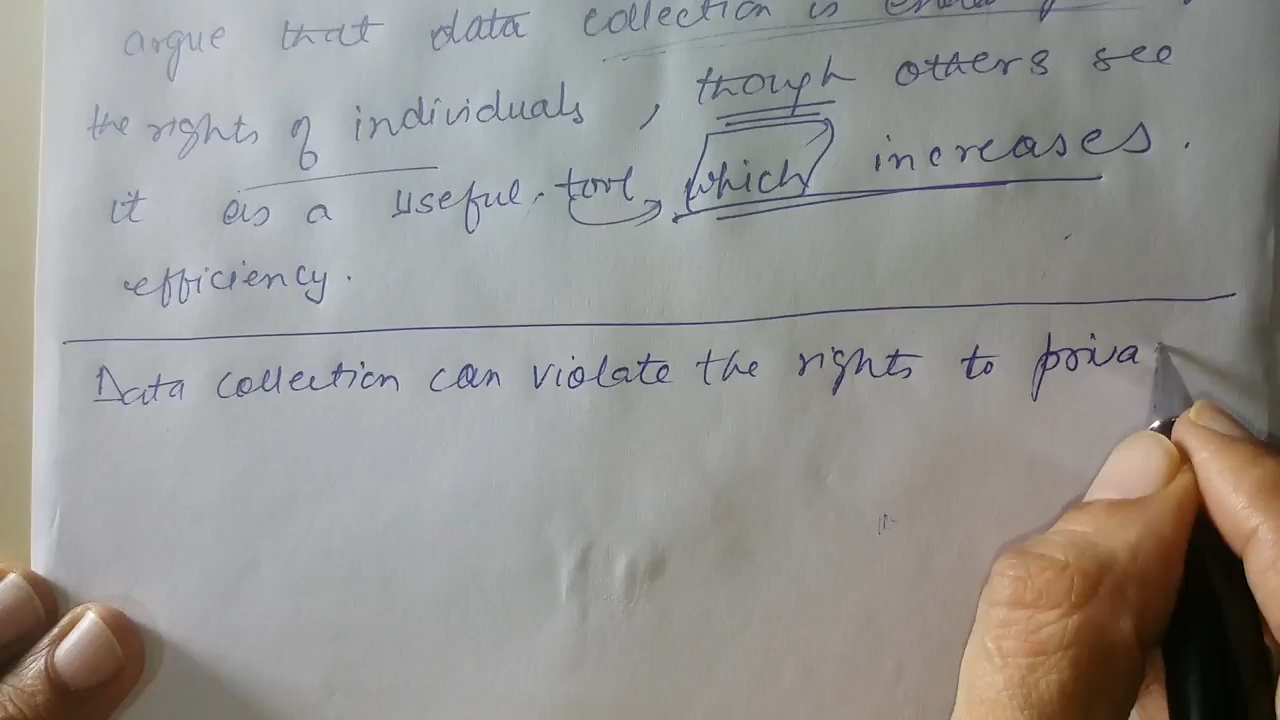 argue that data collection is
the rights of individuals, though others see
it as a useful tool, which increases.
efficiency.
Data collection can violate the rights to priva